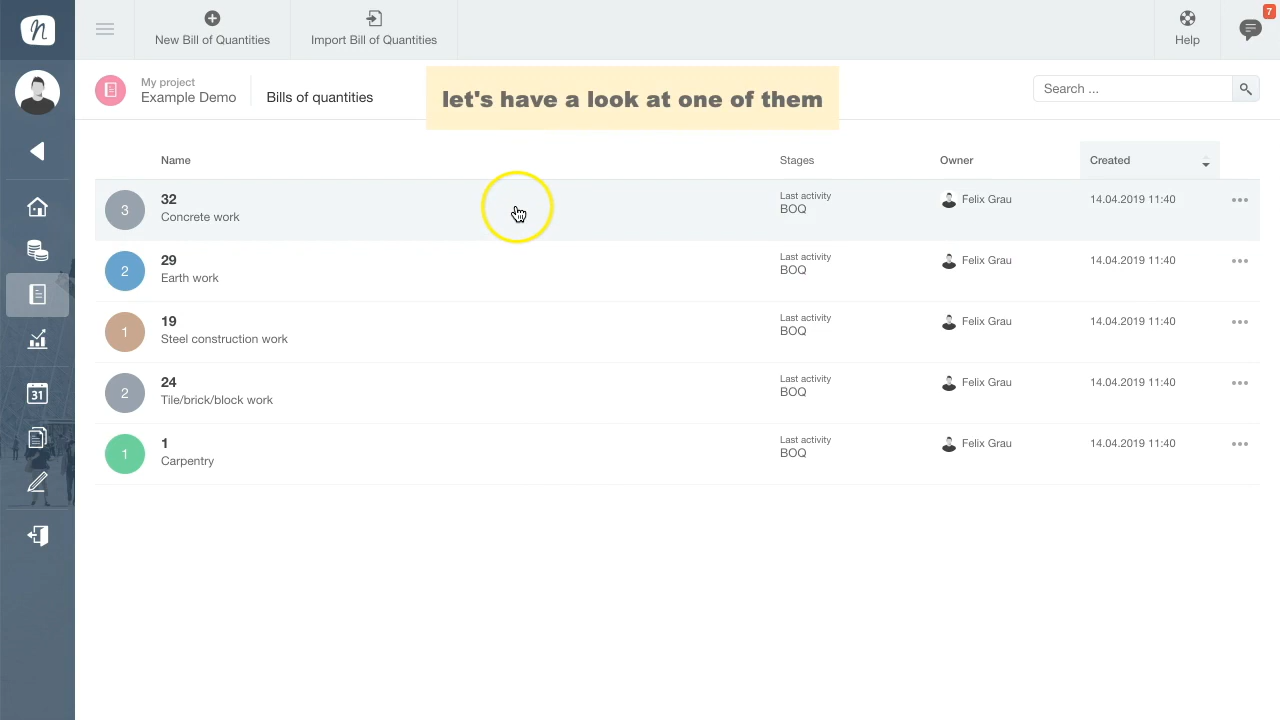 n
New Bill of Quantities
Import Bill of Quantities
Help
7
My project
Example Demo
Bills of quantities
let's have a look at one of them
Search ...
Name
Stages
Owner
Created
3
32
Concrete work
Last activity
BOQ
Felix Grau
14.04.2019 11:40
2
29
Earth work
Last activity
BOQ
Felix Grau
14.04.2019 11:40
1
19
Steel construction work
Last activity
BOQ
Felix Grau
14.04.2019 11:40
2
24
Tile/brick/block work
Last activity
BOQ
Felix Grau
14.04.2019 11:40
1
1
Carpentry
Last activity
BOQ
Felix Grau
14.04.2019 11:40
31